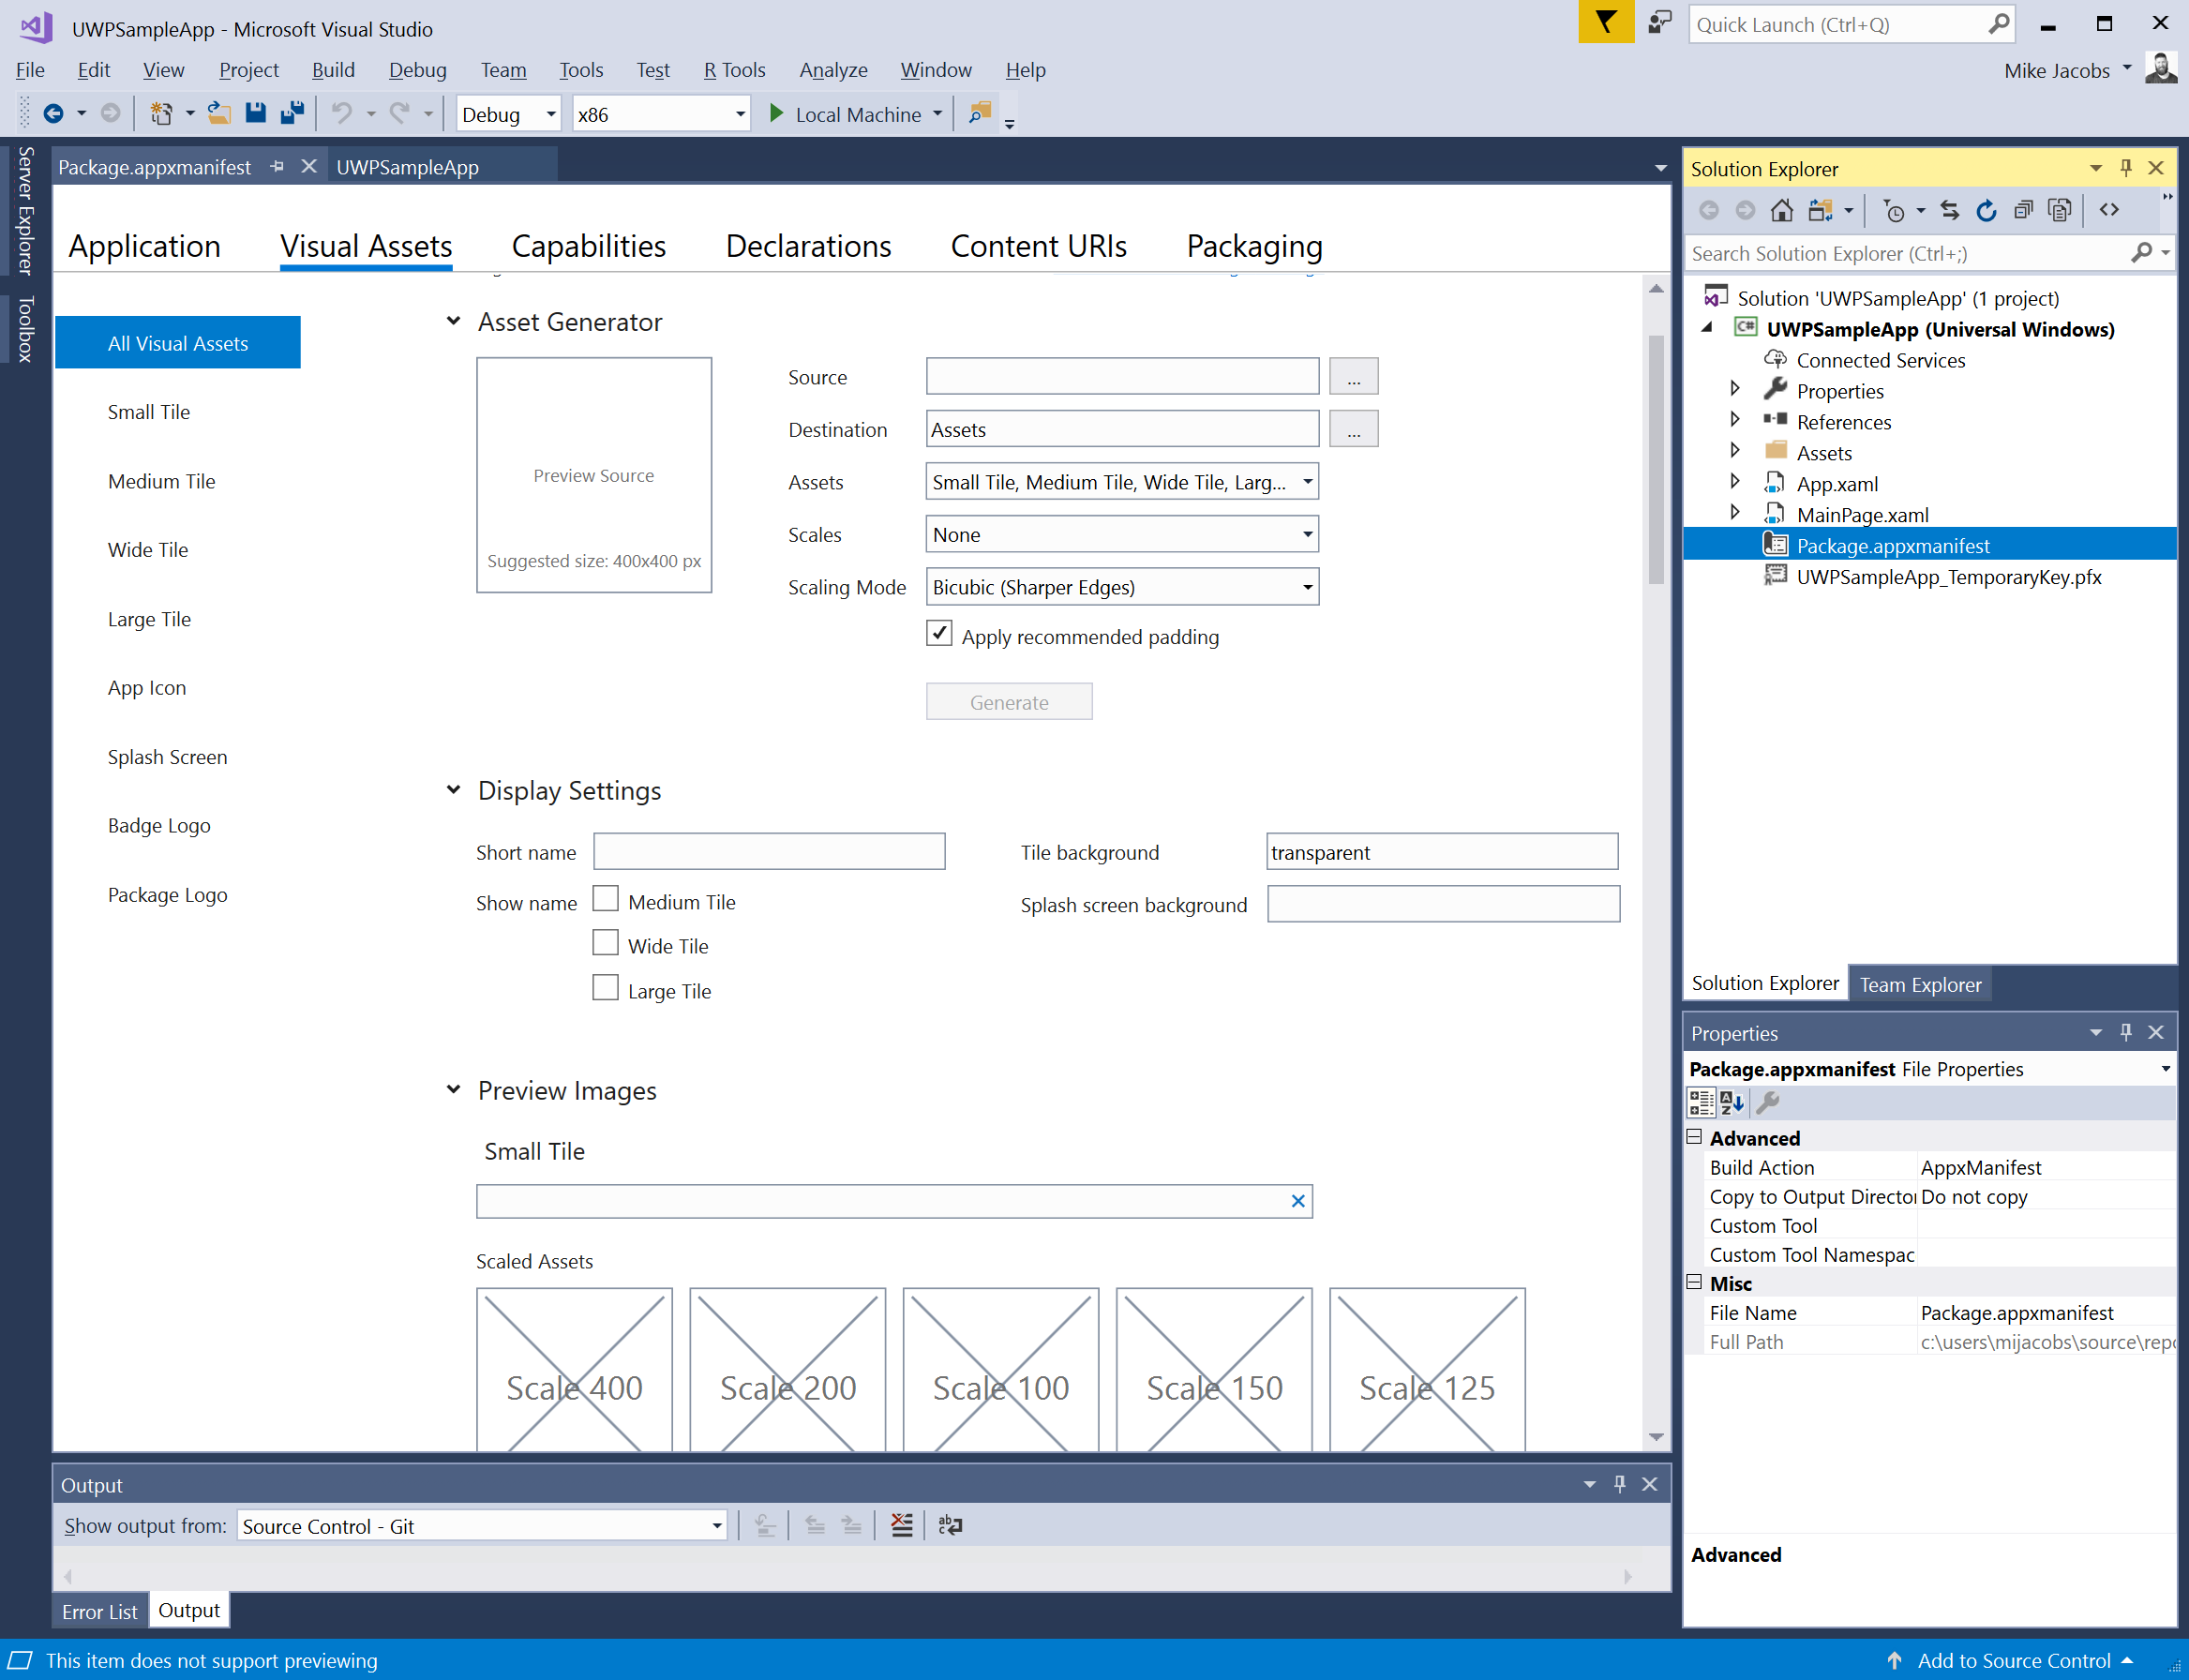 UWPSampleApp - Microsoft Visual Studio
Quick Launch (Ctrl+Q)
File Edit View Project Build Debug Team Tools Test R Tools Analyze Window Help
Mike Jacobs
Debug x86 Local Machine
Server Explorer
Toolbox
Package.appxmanifest UWPSampleApp
Application Visual Assets Capabilities Declarations Content URIs Packaging
All Visual Assets
Small Tile
Medium Tile
Wide Tile
Large Tile
App Icon
Splash Screen
Badge Logo
Package Logo
Asset Generator
Preview Source
Suggested size: 400x400 px
Source ...
Destination Assets ...
Assets Small Tile, Medium Tile, Wide Tile, Larg...
Scales None
Scaling Mode Bicubic (Sharper Edges)
Apply recommended padding
Generate
Display Settings
Short name
Tile background transparent
Show name Medium Tile
Splash screen background
Wide Tile
Large Tile
Preview Images
Small Tile
Scaled Assets
Scale 400 Scale 200 Scale 100 Scale 150 Scale 125
Output
Show output from: Source Control - Git
Error List Output
Solution Explorer
Search Solution Explorer (Ctrl+;)
Solution 'UWPSampleApp' (1 project)
C# UWPSampleApp (Universal Windows)
Connected Services
Properties
References
Assets
App.xaml
MainPage.xaml
Package.appxmanifest
UWPSampleApp_TemporaryKey.pfx
Solution Explorer Team Explorer
Properties
Package.appxmanifest File Properties
Advanced
Build Action AppxManifest
Copy to Output Director Do not copy
Custom Tool
Custom Tool Namespac
Misc
File Name Package.appxmanifest
Full Path c:\users\mijacobs\source\repo
Advanced
This item does not support previewing
Add to Source Control